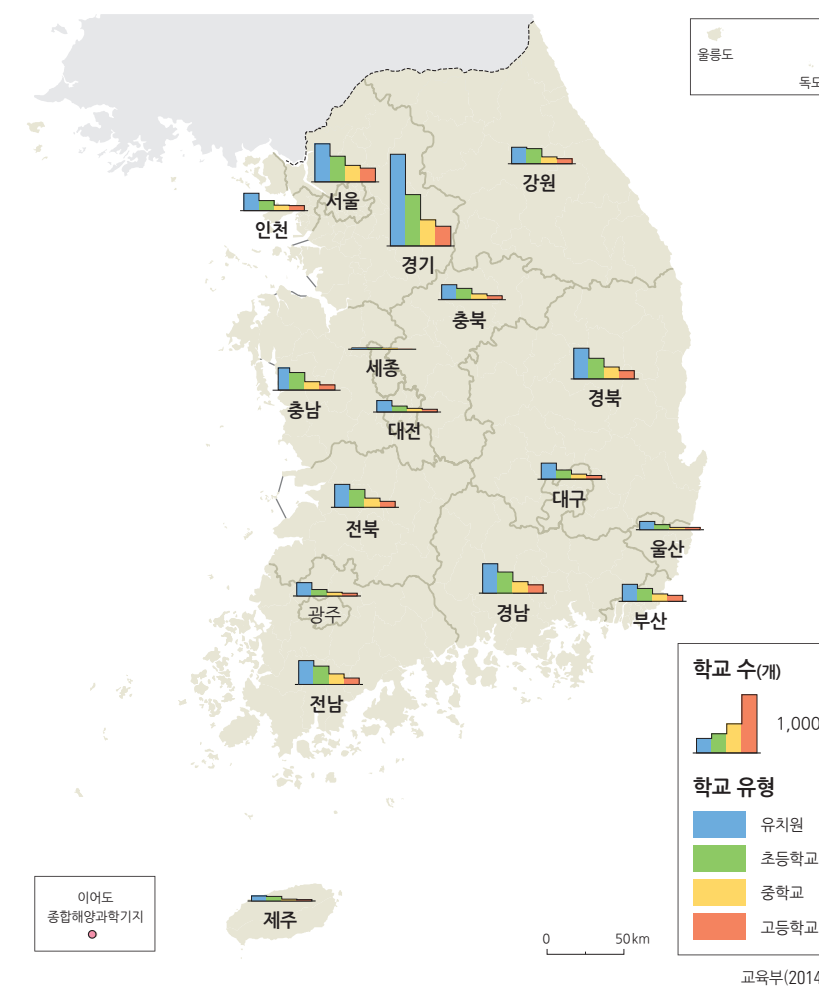 울릉도
강원
서울
인천
경기
충북
세종
경북
충남
대전
대구
전북
울산
광주
경남
부산
전남
학교 수(개)
1,000
학교 유형
유치원
초등학교
중학교
고등학교
이어도
종합해양과학기지
제주
0 50km
교육부(2014